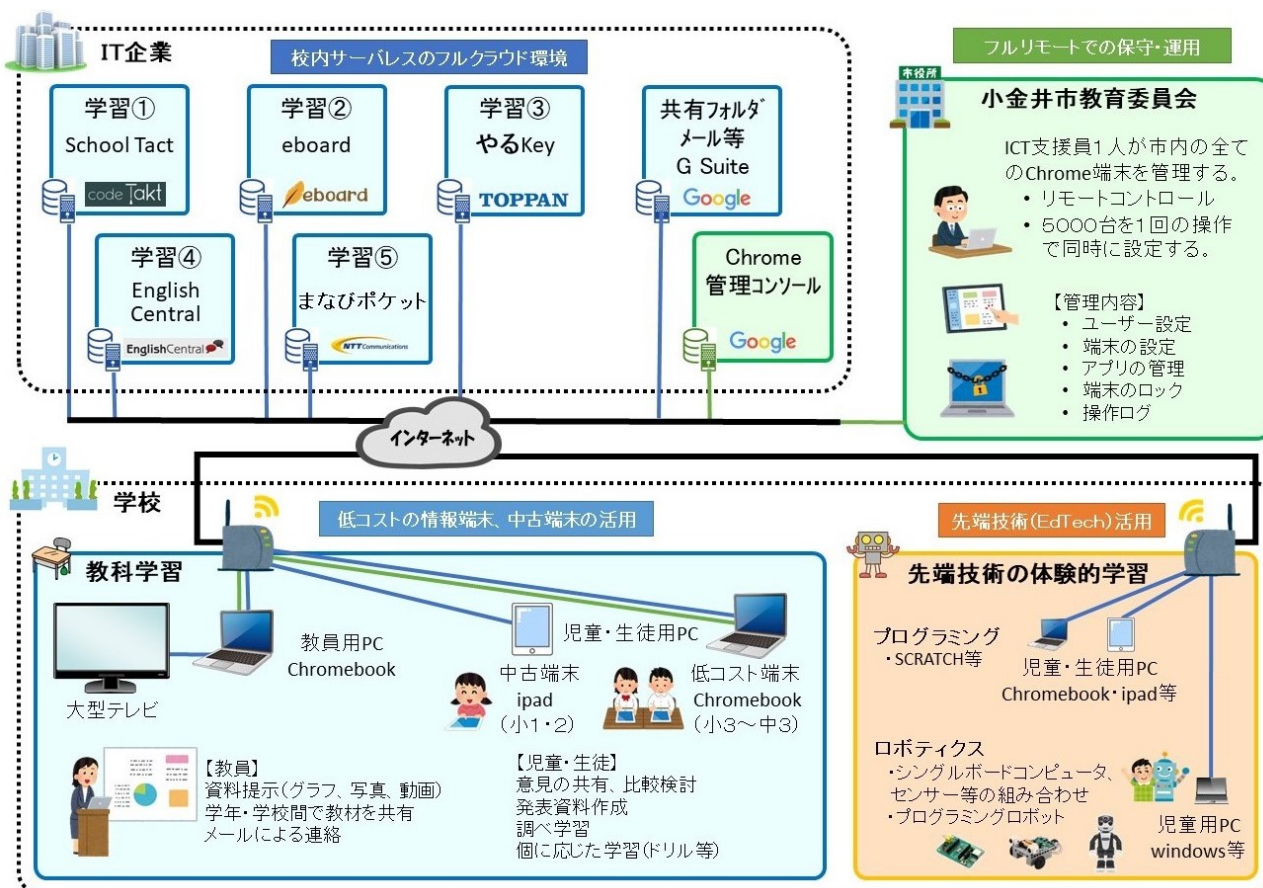 IT企業
校内サーバレスのフルクラウド環境
学習①
School Tact
code Takt
学習②
eboard
eboard
学習③
やるKey
TOPPAN
共有フォルダ
メール等
G Suite
Google
学習④
English
Central
EnglishCentral
学習⑤
まなびポケット
NTT Communications
Chrome
管理コンソール
Google
フルリモートでの保守・運用
市役所
小金井市教育委員会
ICT支援員1人が市内の全て
のChrome端末を管理する。
• リモートコントロール
• 5000台を1回の操作
で同時に設定する。
【管理内容】
• ユーザー設定
• 端末の設定
• アプリの管理
• 端末のロック
• 操作ログ
インターネット
学校
低コストの情報端末、中古端末の活用
教科学習
大型テレビ
教員用PC
Chromebook
児童・生徒用PC
中古端末
ipad
(小1・2)
低コスト端末
Chromebook
(小3～中3)
【教員】
資料提示(グラフ、写真、動画)
学年・学校間で教材を共有
メールによる連絡
【児童・生徒】
意見の共有、比較検討
発表資料作成
調べ学習
個に応じた学習(ドリル等)
先端技術(EdTech)活用
先端技術の体験的学習
プログラミング
・SCRATCH等
児童・生徒用PC
Chromebook・ipad等
ロボティクス
・シングルボードコンピュータ、
センサー等の組み合わせ
・プログラミングロボット
児童用PC
windows等